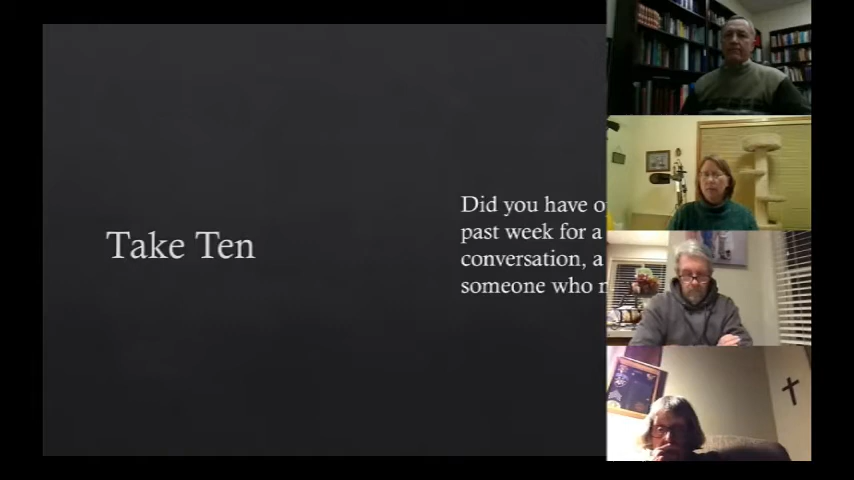 Take Ten
Did you have
past week for a
conversation, a
someone who